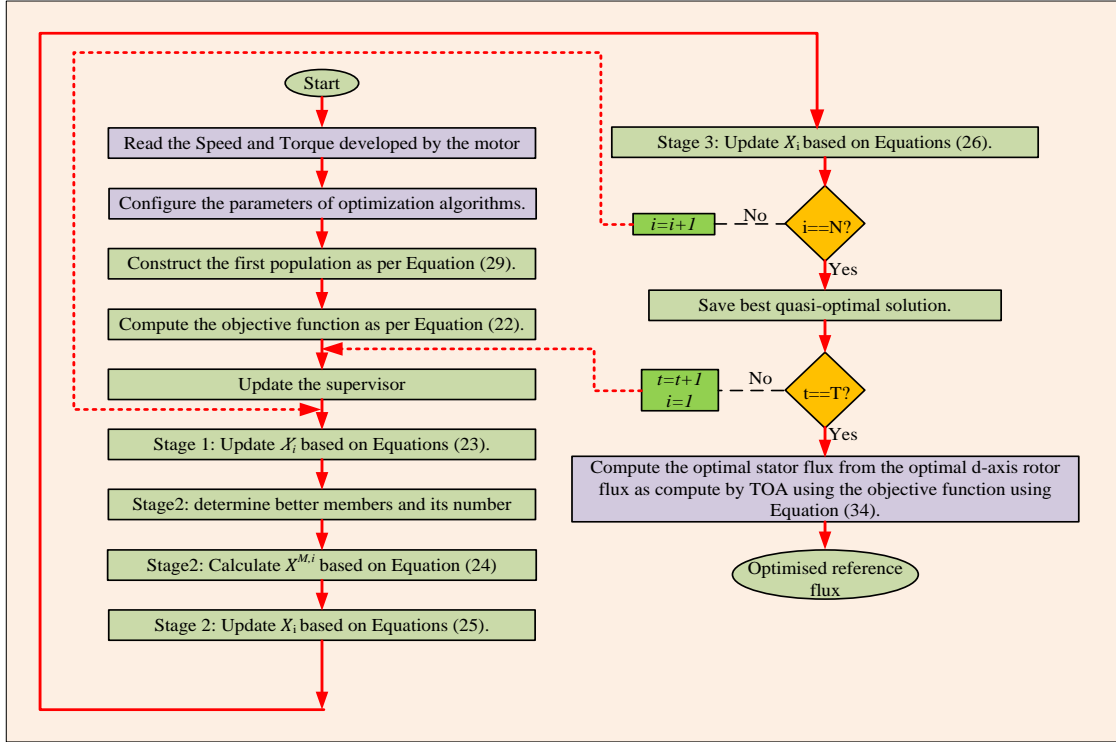 Start
Read the Speed and Torque developed by the motor
Configure the parameters of optimization algorithms.
Construct the first population as per Equation (29).
Compute the objective function as per Equation (22).
Update the supervisor
Stage 1: Update Xi based on Equations (23).
Stage2: determine better members and its number
Stage2: Calculate X^M,i based on Equation (24)
Stage 2: Update Xi based on Equations (25).
Stage 3: Update Xi based on Equations (26).
i==N?
No
i=i+1
Yes
Save best quasi-optimal solution.
t==T?
No
t=t+1
i=1
Yes
Compute the optimal stator flux from the optimal d-axis rotor
flux as compute by TOA using the objective function using
Equation (34).
Optimised reference
flux